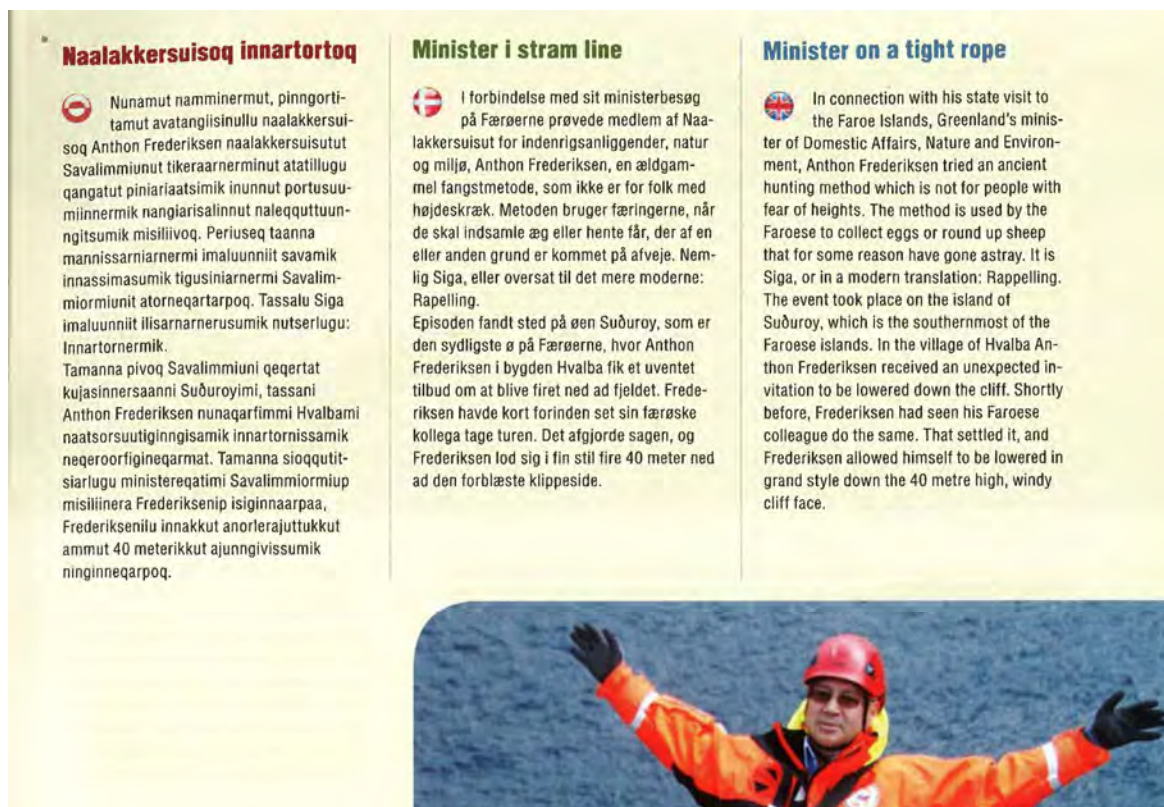 Naalakkersuisoq innartortoq
Nunamut namminermut, pinngorti-
tamut avatangiisinullu naalakkersui-
soq Anthon Frederiksen naalakkersuisutut
Savalimmiunut tikeraarnerminut atatillugu
qangatut piniariaatsimik inunnut portusuu-
miinnermik nangiarisalinnut naleqquttuun-
ngitsumik misiliivoq. Periuseq taanna
mannissarniarnermi imaluunniit savamik
innassimasumik tigusiniarnermi Savalim-
miormiunit atorneqartarpoq. Tassalu Siga
imaluunniit ilisarnarnerusumik nutserlugu:
Innartornermik.
Tamanna pivoq Savalimmiuni qeqertat
kujasinnersaanni Suðuroyimi, tassani
Anthon Frederiksen nunaqarfimmi Hvalbami
naatsorsuutiginngisamik innartornissamik
neqeroorfigineqarmat. Tamanna sioqqutit-
siarlugu ministereqatimi Savalimmiormiup
misiliinera Frederiksenip isiginnaarpaa,
Frederiksenilu innakkut anorlerajuttukkut
ammut 40 meterikkut ajunngivissumik
ninginneqarpoq.
Minister i stram line
I forbindelse med sit ministerbesøg
på Færøerne prøvede medlem af Naa-
lakkersuisut for indenrigsanliggender, natur
og miljø, Anthon Frederiksen, en ældgam-
mel fangstmetode, som ikke er for folk med
højdeskræk. Metoden bruger færingerne, når
de skal indsamle æg eller hente får, der af en
eller anden grund er kommet på afveje. Nem-
lig Siga, eller oversat til det mere moderne:
Rapelling.
Episoden fandt sted på øen Suðuroy, som er
den sydligste ø på Færøerne, hvor Anthon
Frederiksen i bygden Hvalba fik et uventet
tilbud om at blive firet ned ad fjeldet. Frede-
riksen havde kort forinden set sin færøske
kollega tage turen. Det afgjorde sagen, og
Frederiksen lod sig i fin stil fire 40 meter ned
ad den forblæste klippeside.
Minister on a tight rope
In connection with his state visit to
the Faroe Islands, Greenland's minis-
ter of Domestic Affairs, Nature and Environ-
ment, Anthon Frederiksen tried an ancient
hunting method which is not for people with
fear of heights. The method is used by the
Faroese to collect eggs or round up sheep
that for some reason have gone astray. It is
Siga, or in a modern translation: Rappelling.
The event took place on the island of
Suðuroy, which is the southernmost of the
Faroese islands. In the village of Hvalba An-
thon Frederiksen received an unexpected in-
vitation to be lowered down the cliff. Shortly
before, Frederiksen had seen his Faroese
colleague do the same. That settled it, and
Frederiksen allowed himself to be lowered in
grand style down the 40 metre high, windy
cliff face.